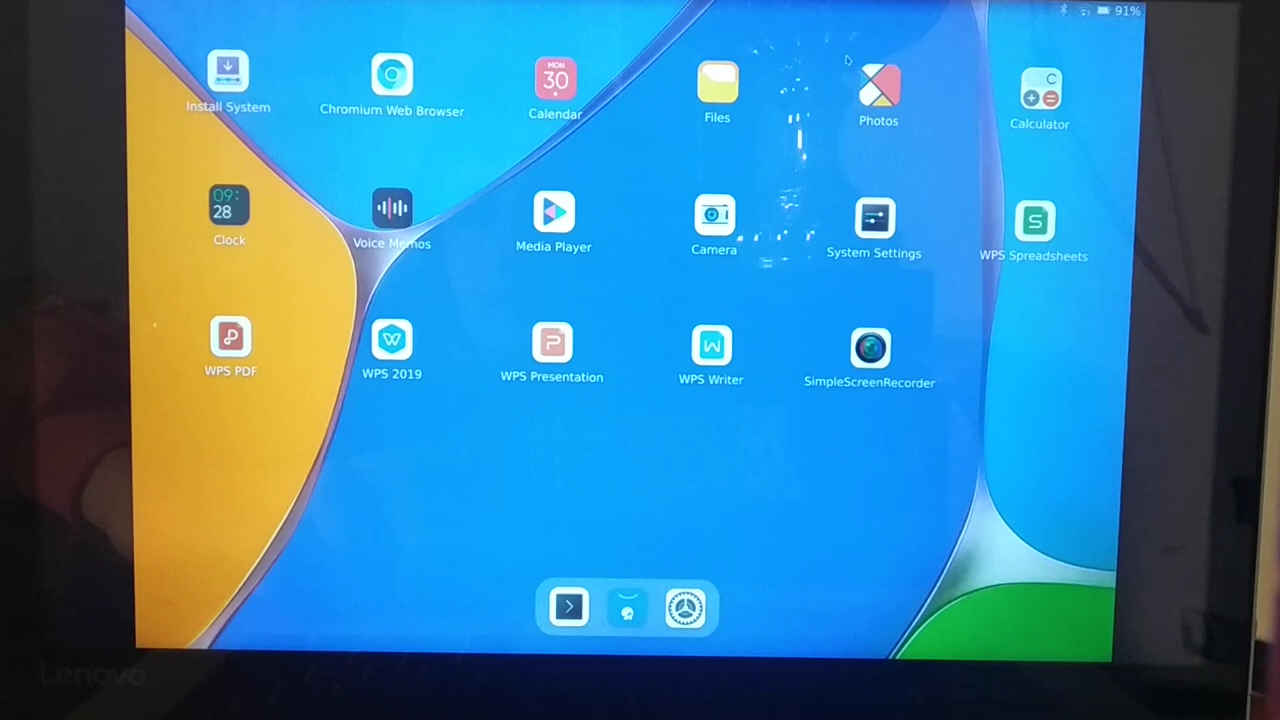 91%
Install System
Chromium Web Browser
MON
30
Calendar
Files
Photos
C
Calculator
09:
28
Clock
Voice Memos
Media Player
Camera
System Settings
S
WPS Spreadsheets
P
WPS PDF
W
WPS 2019
P
WPS Presentation
W
WPS Writer
SimpleScreenRecorder
Lenovo